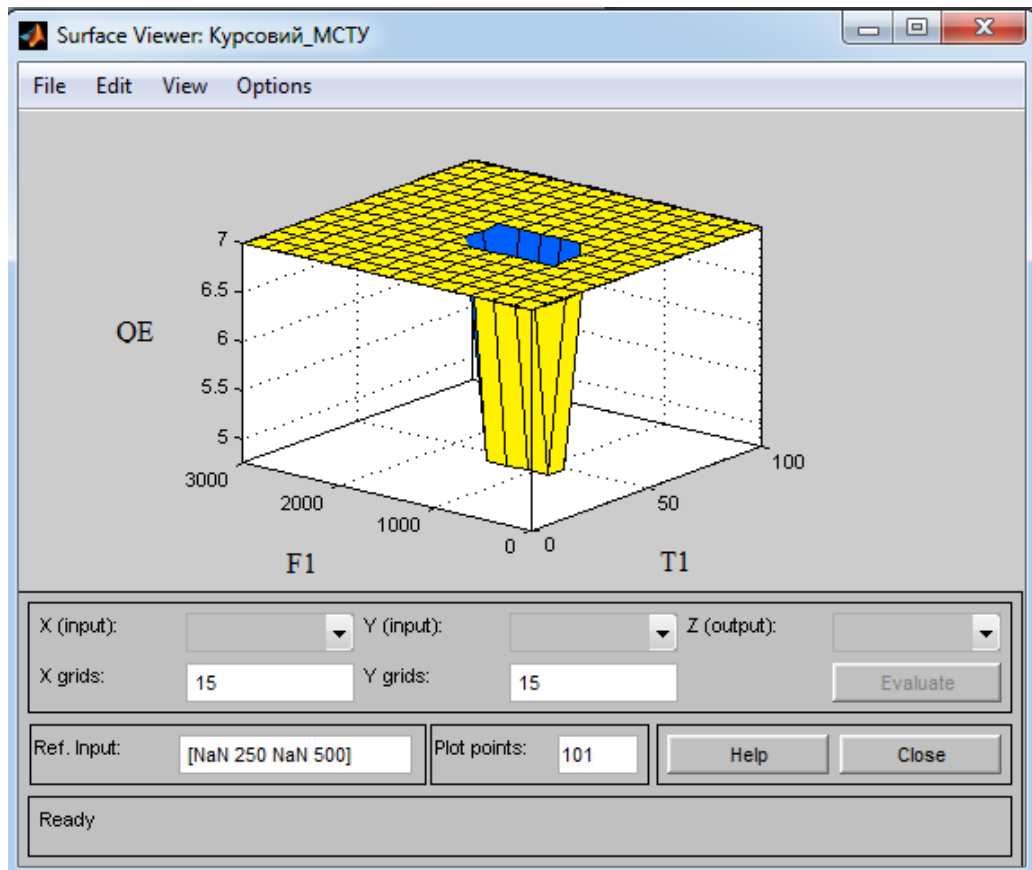 Surface Viewer: Курсовий_МСТУ
File Edit View Options
7
6.5
6
5.5
5
QE
3000
2000
1000
0
0
50
100
F1
T1
X (input):
Y (input):
Z (output):
X grids:
15
Y grids:
15
Evaluate
Ref. Input:
[NaN 250 NaN 500]
Plot points:
101
Help
Close
Ready